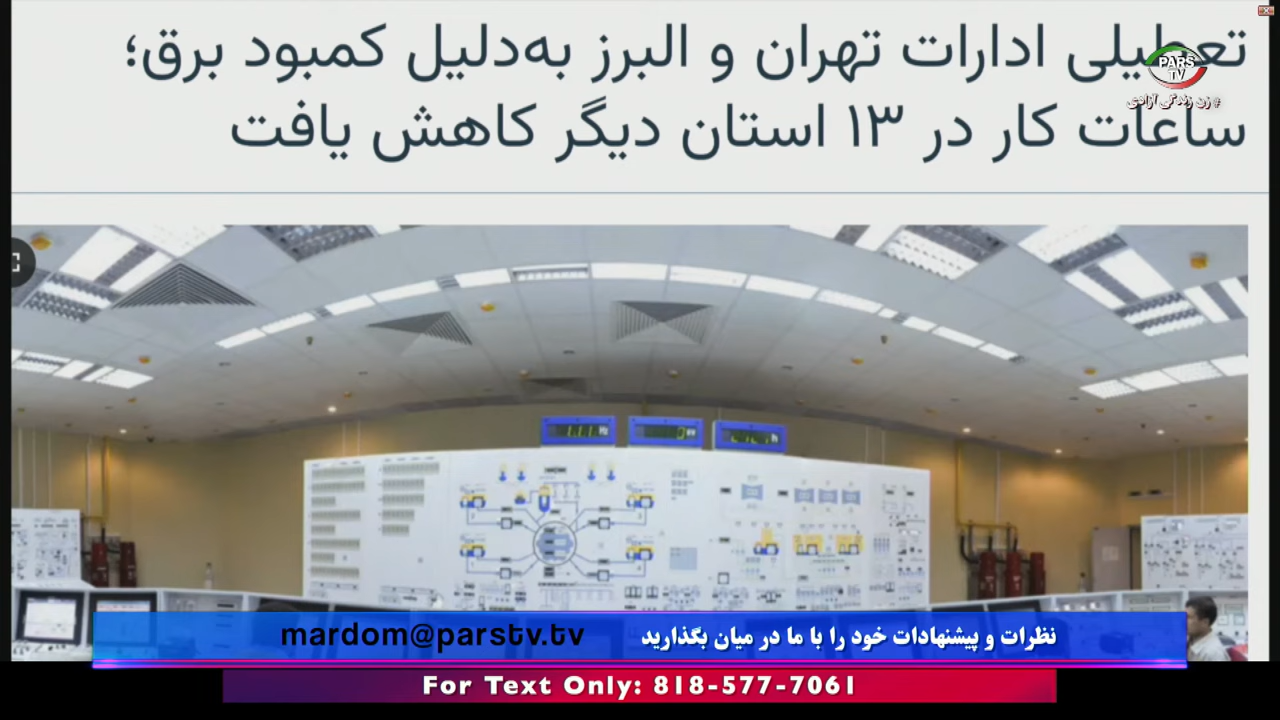 تعطیلی ادارات تهران و البرز به‌دلیل کمبود برق؛
ساعات کار در ۱۳ استان دیگر کاهش یافت
PARS
TV
# زن زندگی آزادی
نظرات و پیشنهادات خود را با ما در میان بگذارید mardom@parstv.tv
For Text Only: 818-577-7061